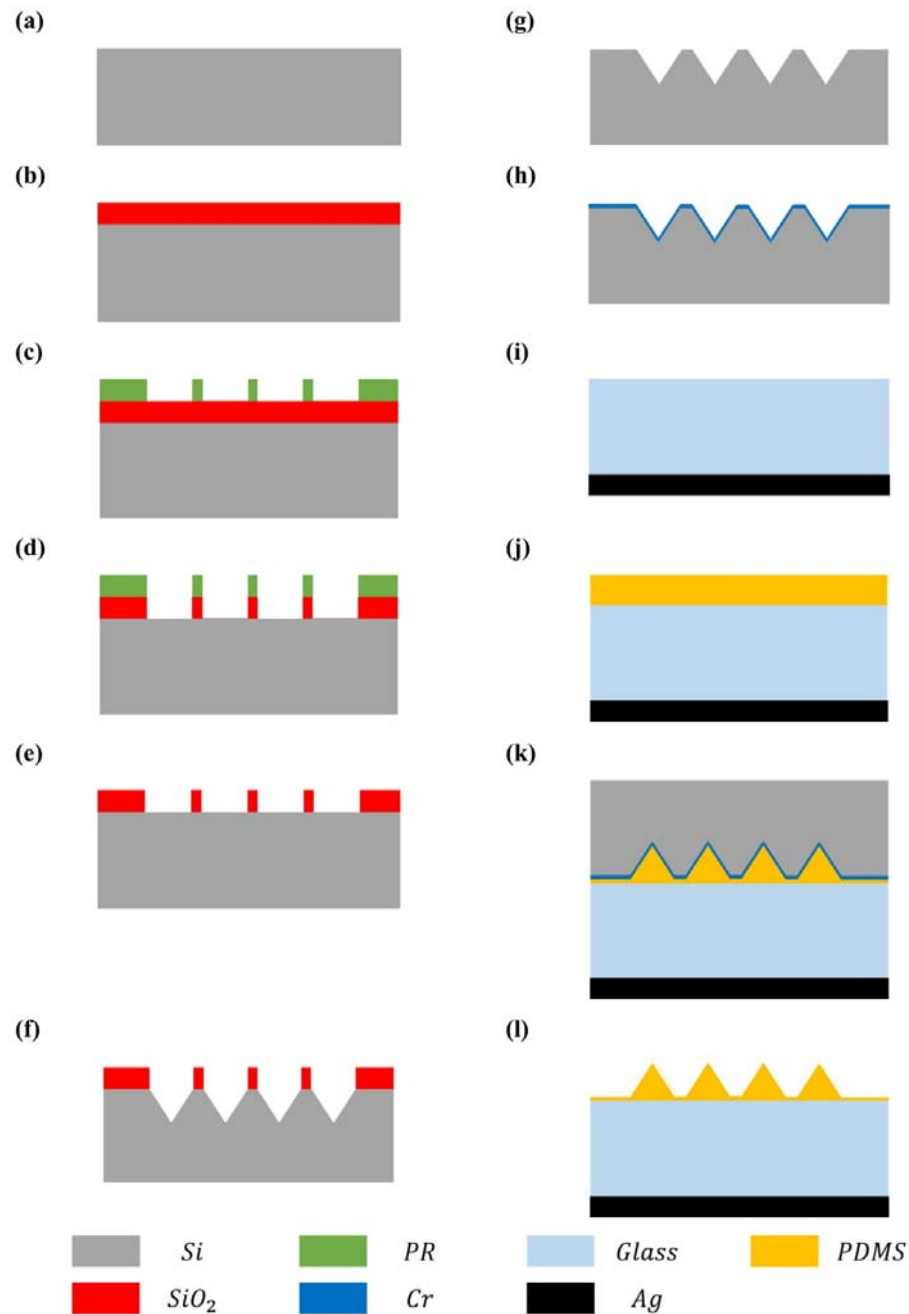 (a)
(g)
(b)
(h)
(c)
(i)
(d)
(j)
(e)
(k)
(f)
(l)
Si PR Glass PDMS
SiO₂ Cr Ag